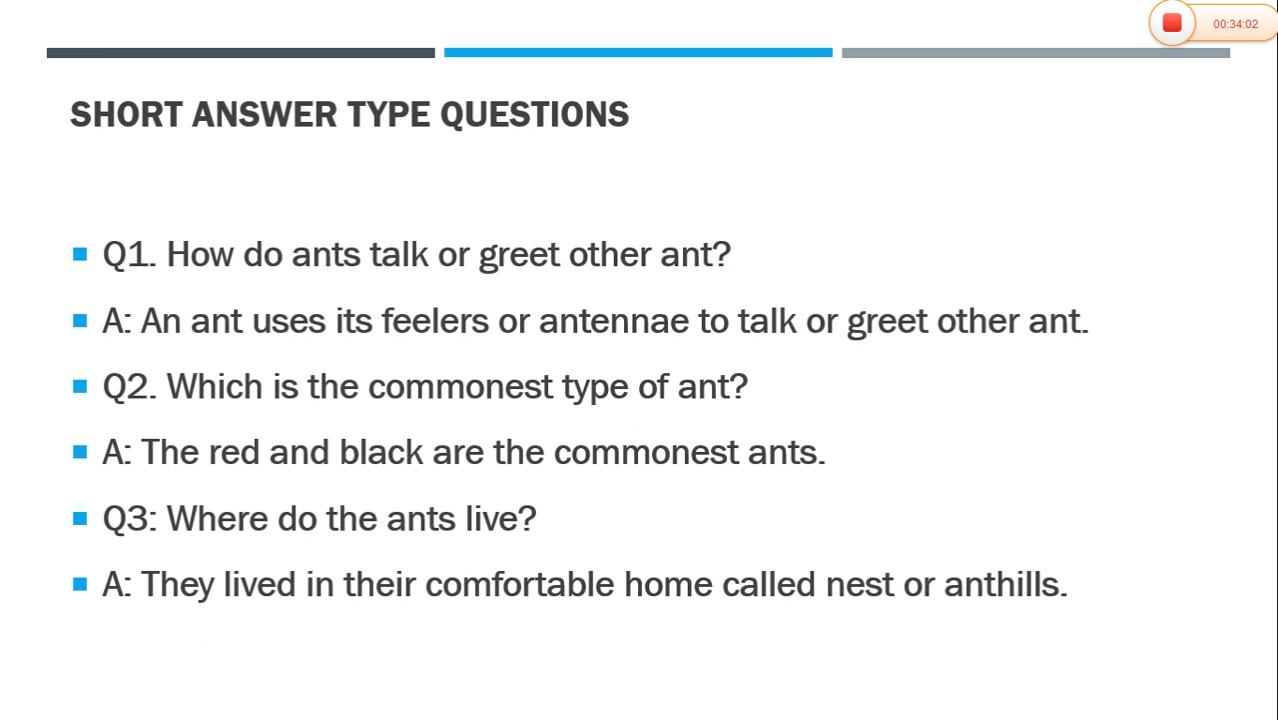 00:34:02
SHORT ANSWER TYPE QUESTIONS
Q1. How do ants talk or greet other ant?
A: An ant uses its feelers or antennae to talk or greet other ant.
Q2. Which is the commonest type of ant?
A: The red and black are the commonest ants.
Q3: Where do the ants live?
A: They lived in their comfortable home called nest or anthills.